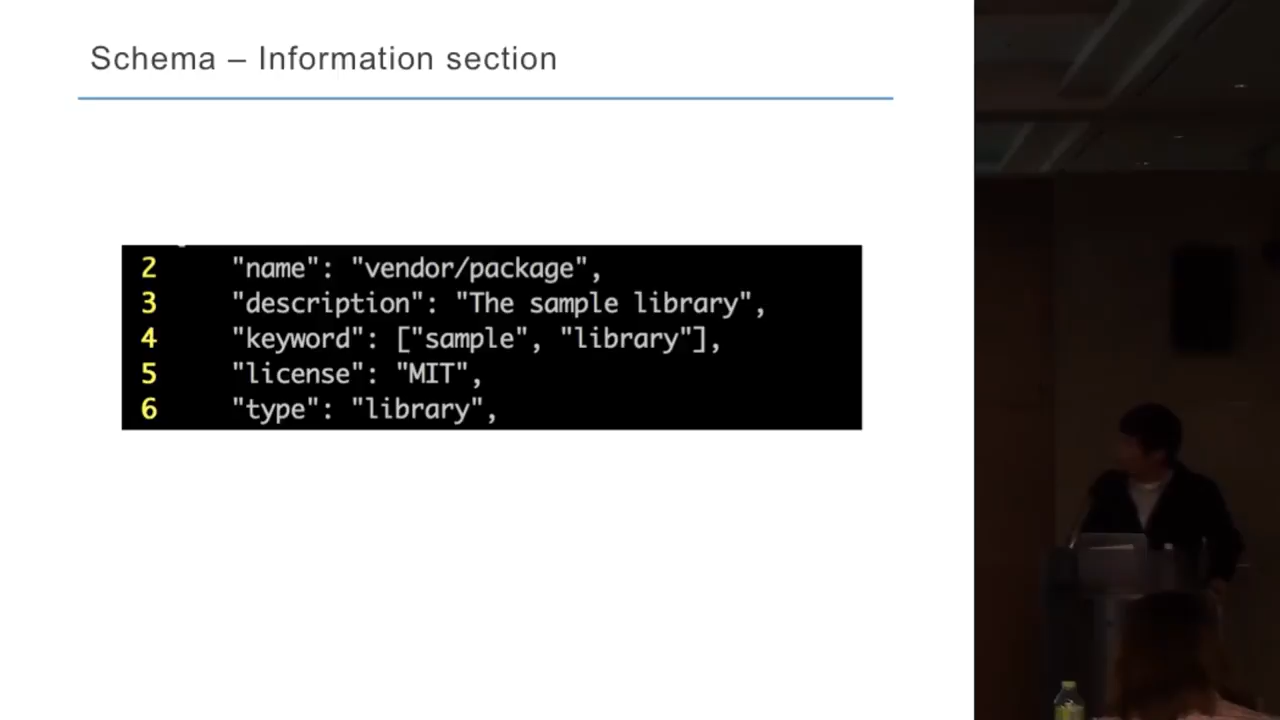 Schema – Information section
2 "name": "vendor/package",
3 "description": "The sample library",
4 "keyword": ["sample", "library"],
5 "license": "MIT",
6 "type": "library",